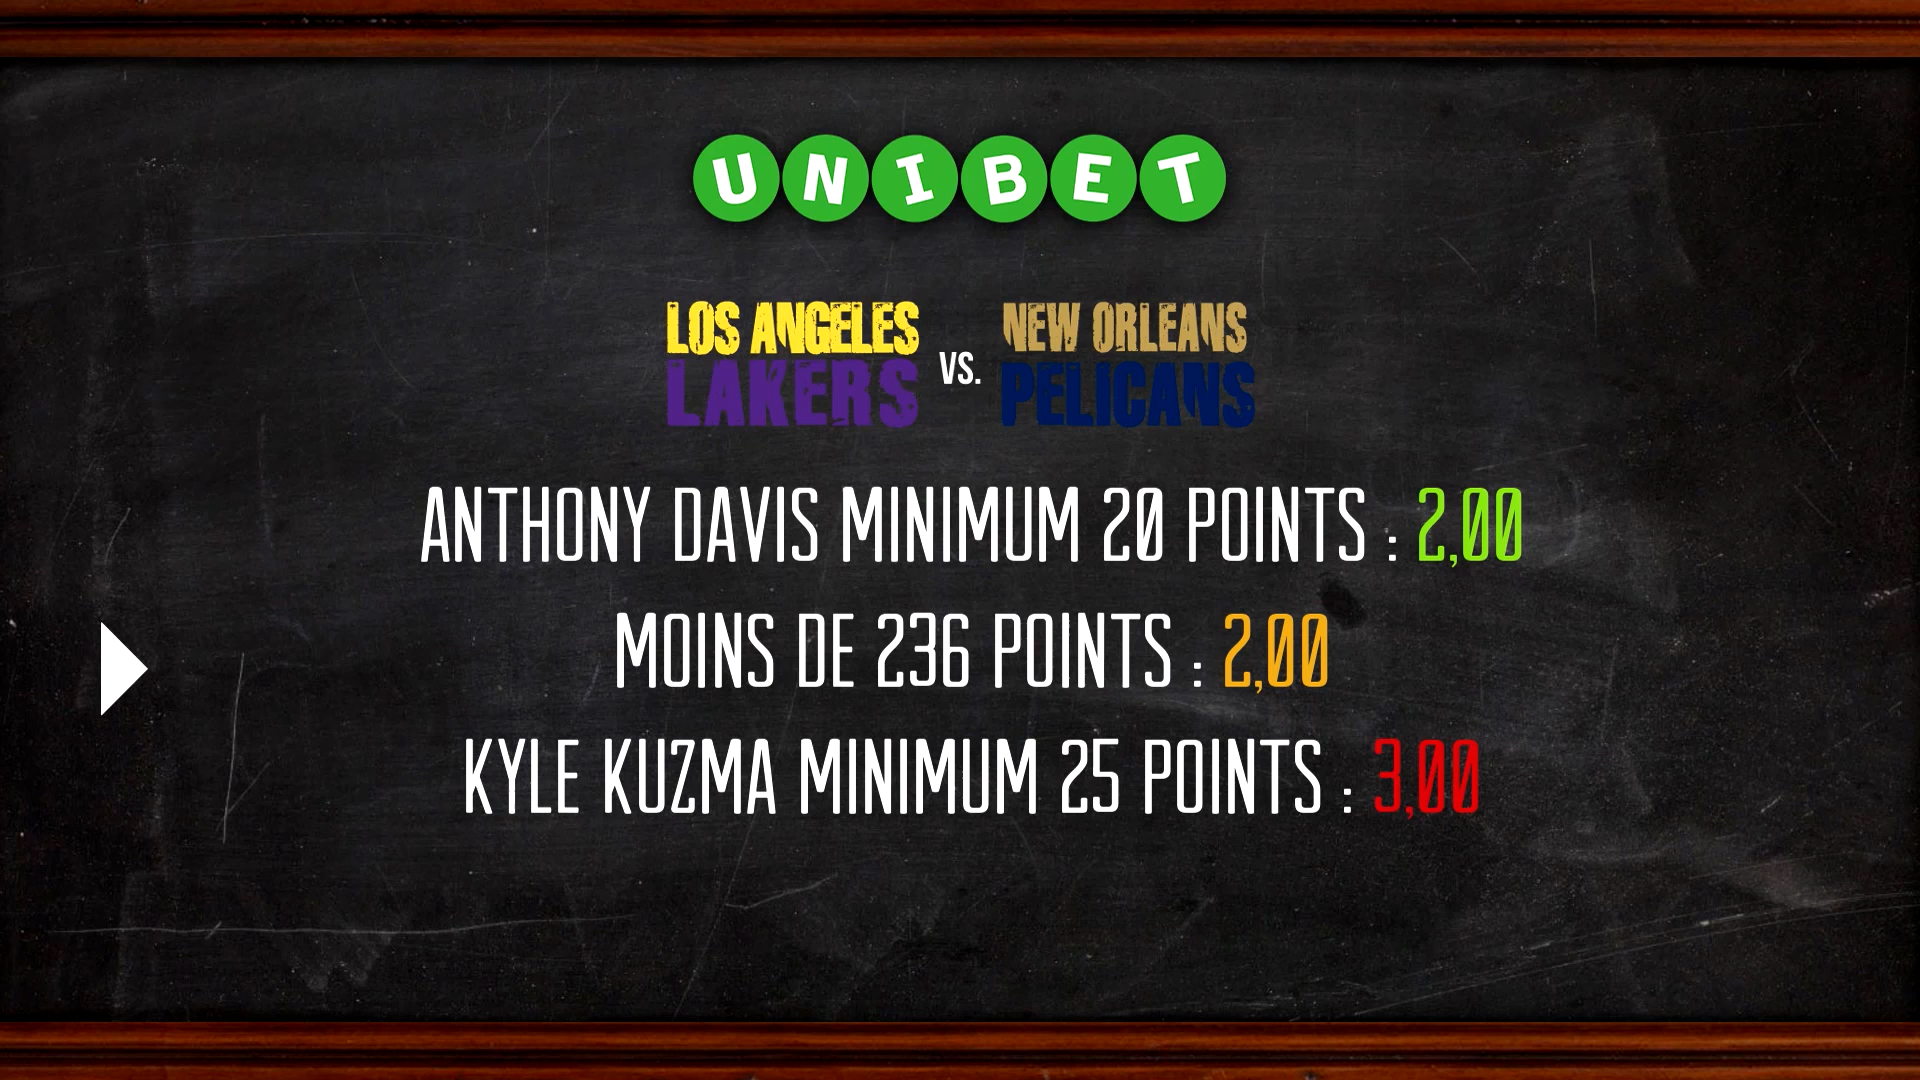 UNIBET
LOS ANGELES
LAKERS
VS.
NEW ORLEANS
PELICANS
ANTHONY DAVIS MINIMUM 20 POINTS : 2,00
MOINS DE 236 POINTS : 2,00
KYLE KUZMA MINIMUM 25 POINTS : 3,00